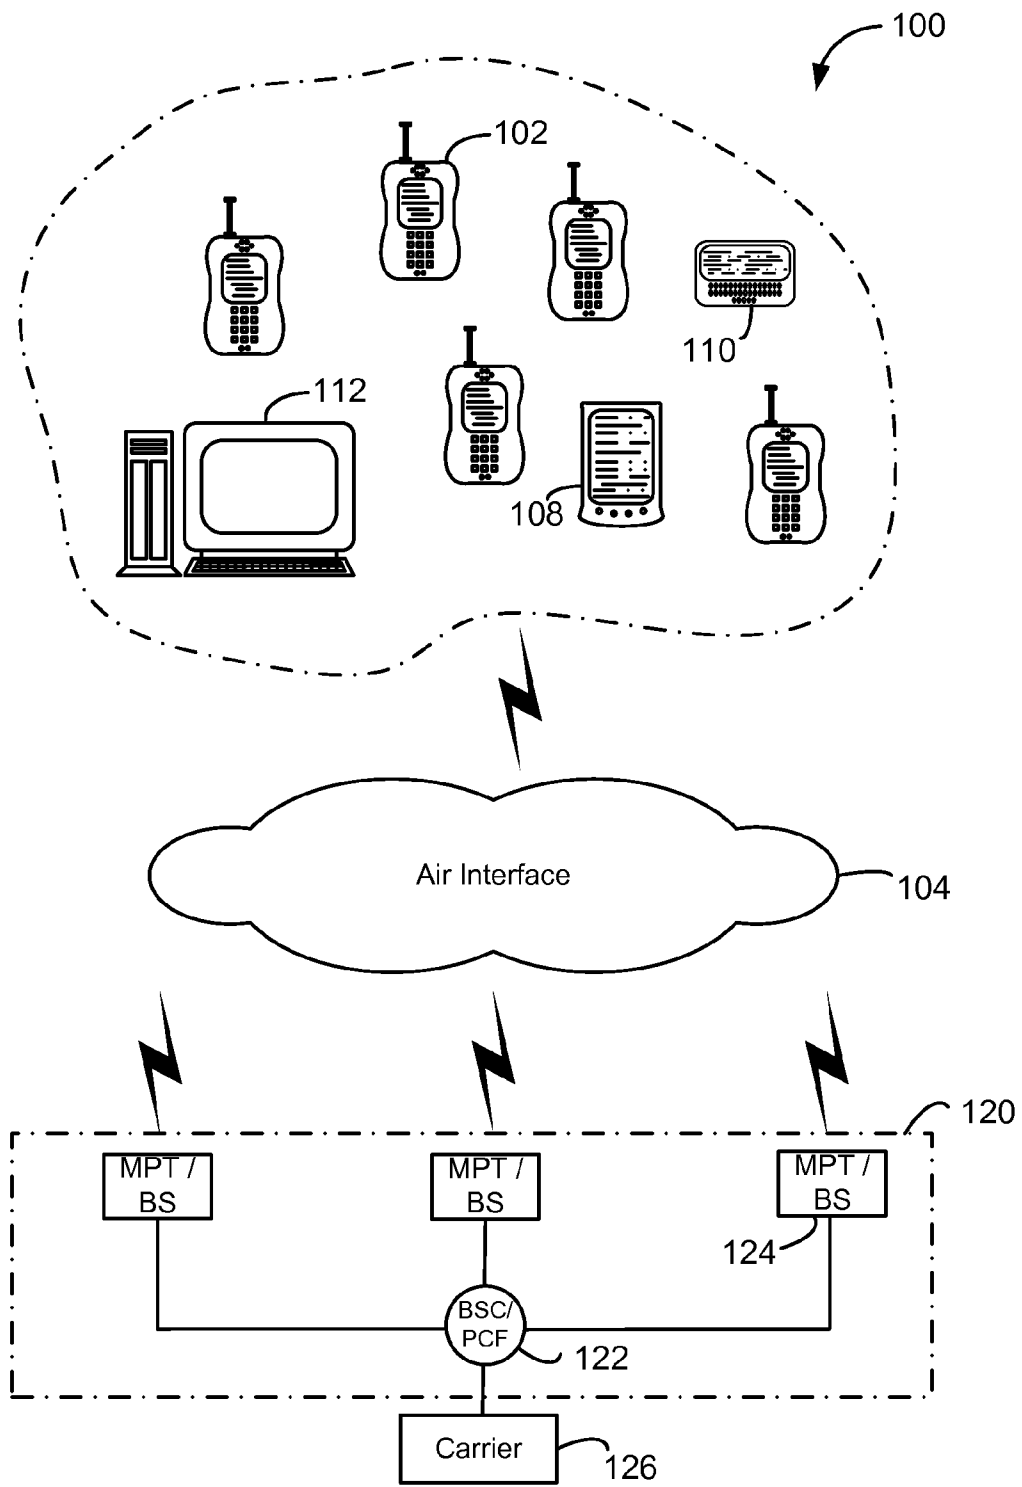 100
102
110
112
108
Air Interface
104
120
MPT /
BS
MPT /
BS
MPT /
BS
124
BSC/
PCF
122
Carrier
126